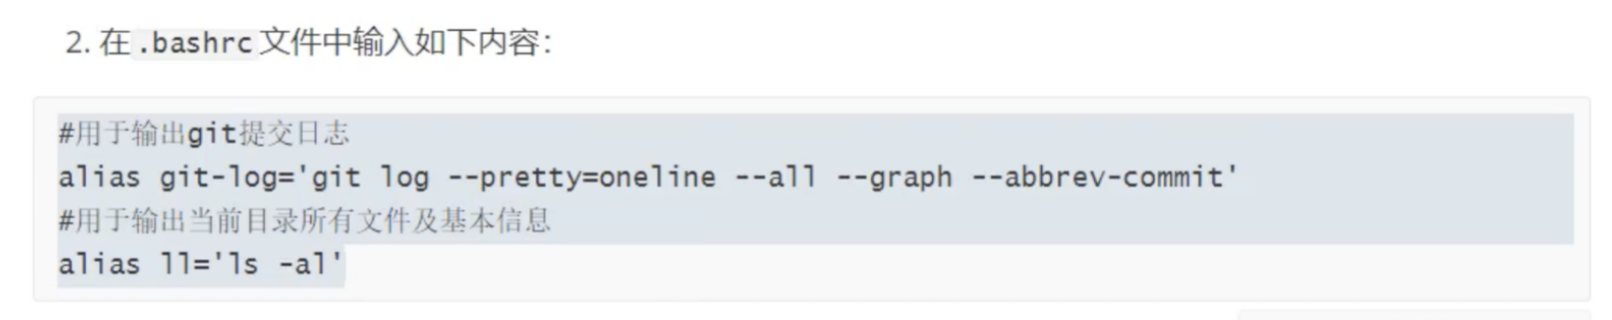 2. 在 .bashrc 文件中输入如下内容：
#用于输出git提交日志
alias git-log='git log --pretty=oneline --all --graph --abbrev-commit'
#用于输出当前目录所有文件及基本信息
alias ll='ls -al'